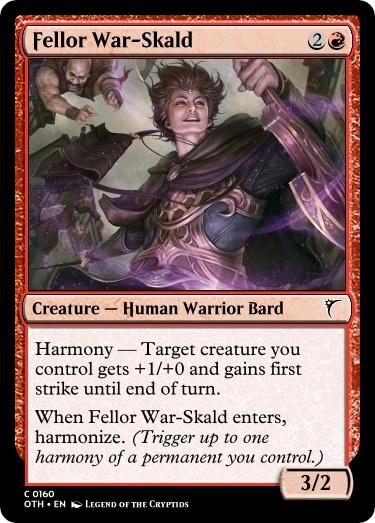 Fellor War-Skald 2
Creature — Human Warrior Bard
Harmony — Target creature you
control gets +1/+0 and gains first
strike until end of turn.
When Fellor War-Skald enters,
harmonize. (Trigger up to one
harmony of a permanent you control.)
3/2
C 0160
OTH • EN Legend of the Cryptids